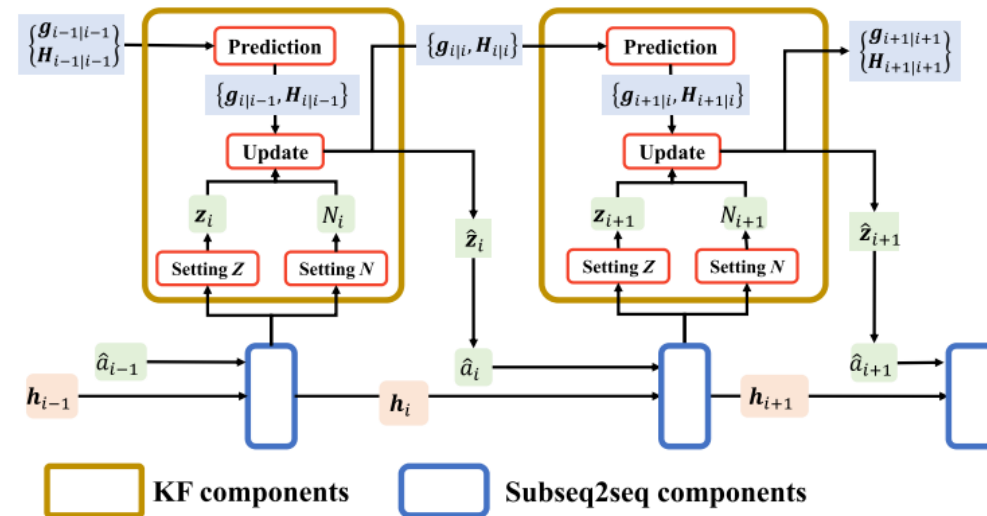 {g_{i-1|i-1}
H_{i-1|i-1}}
Prediction
{g_{i|i-1}, H_{i|i-1}}
Update
z_i
N_i
Setting Z
Setting N
{g_{i|i}, H_{i|i}}
ẑ_i
Prediction
{g_{i+1|i}, H_{i+1|i}}
Update
z_{i+1}
N_{i+1}
Setting Z
Setting N
{g_{i+1|i+1}
H_{i+1|i+1}}
ẑ_{i+1}
â_{i-1}
â_i
â_{i+1}
h_{i-1}
h_i
h_{i+1}
KF components
Subseq2seq components